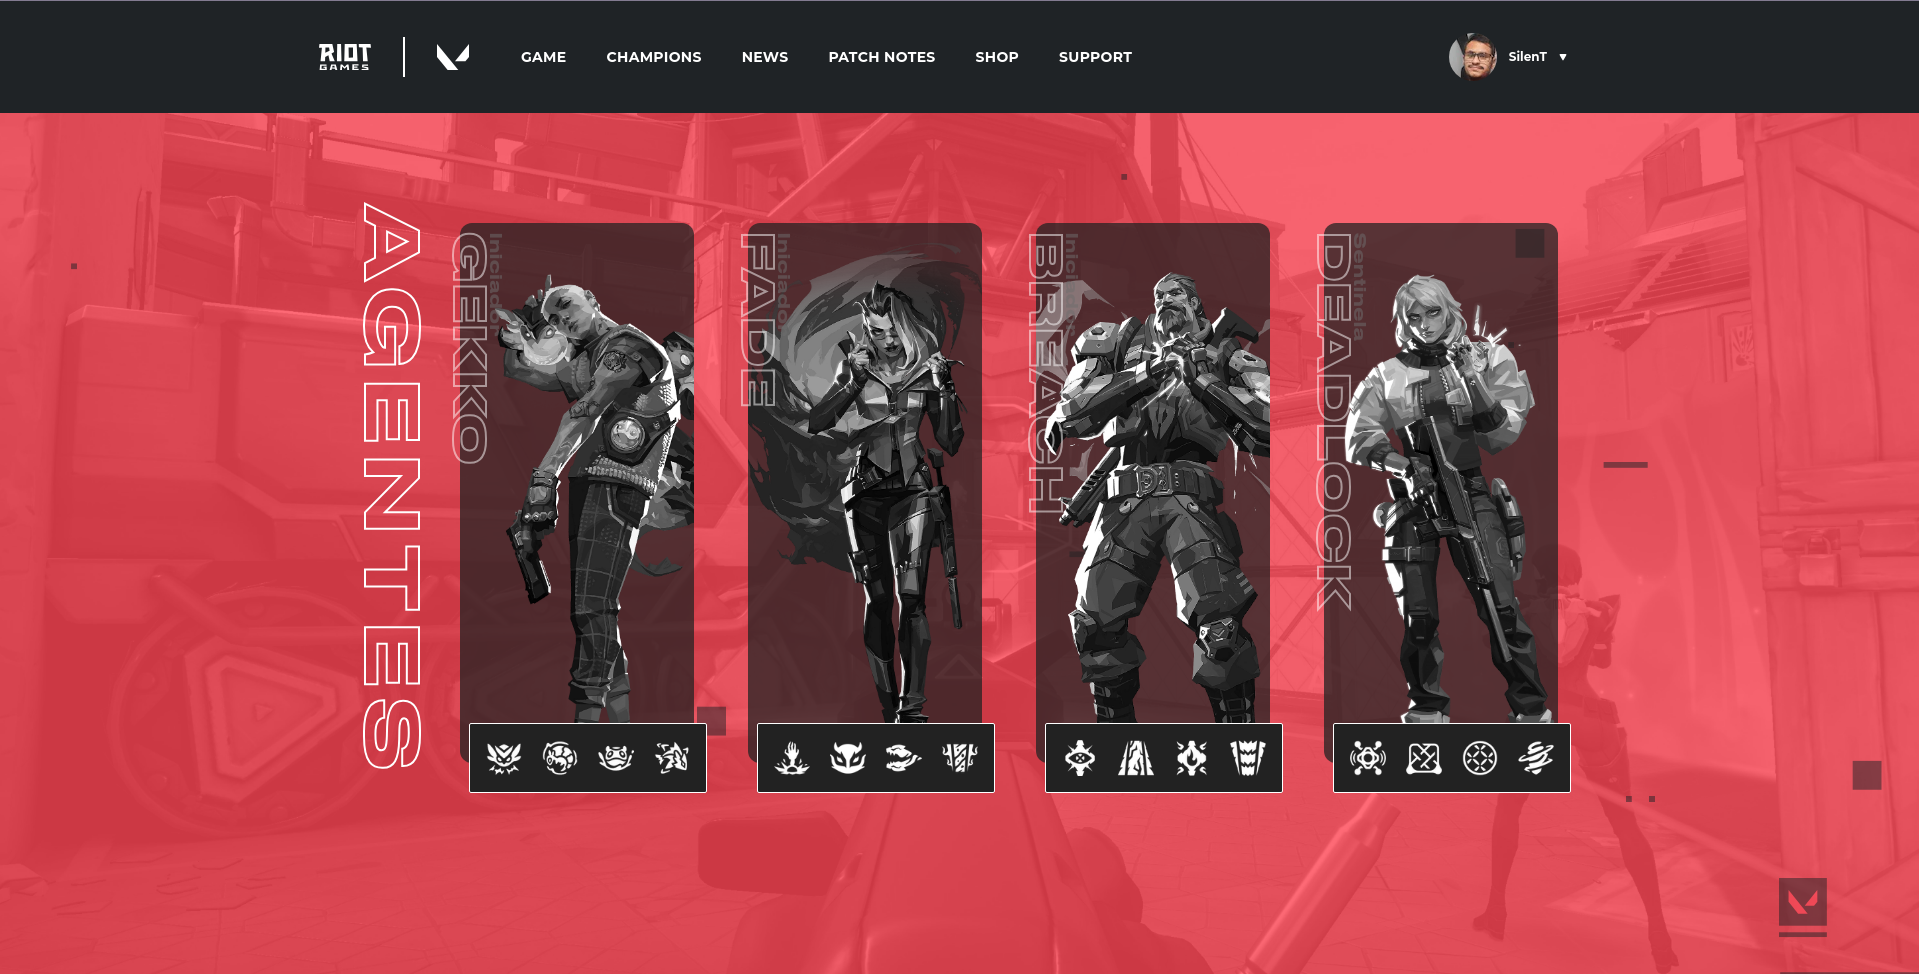 RIOT
GAMES
GAME
CHAMPIONS
NEWS
PATCH NOTES
SHOP
SUPPORT
SilenT
AGENTES
GEKKO
Iniciador
FADE
Iniciador
BREACH
Iniciador
DEADLOCK
Sentinela